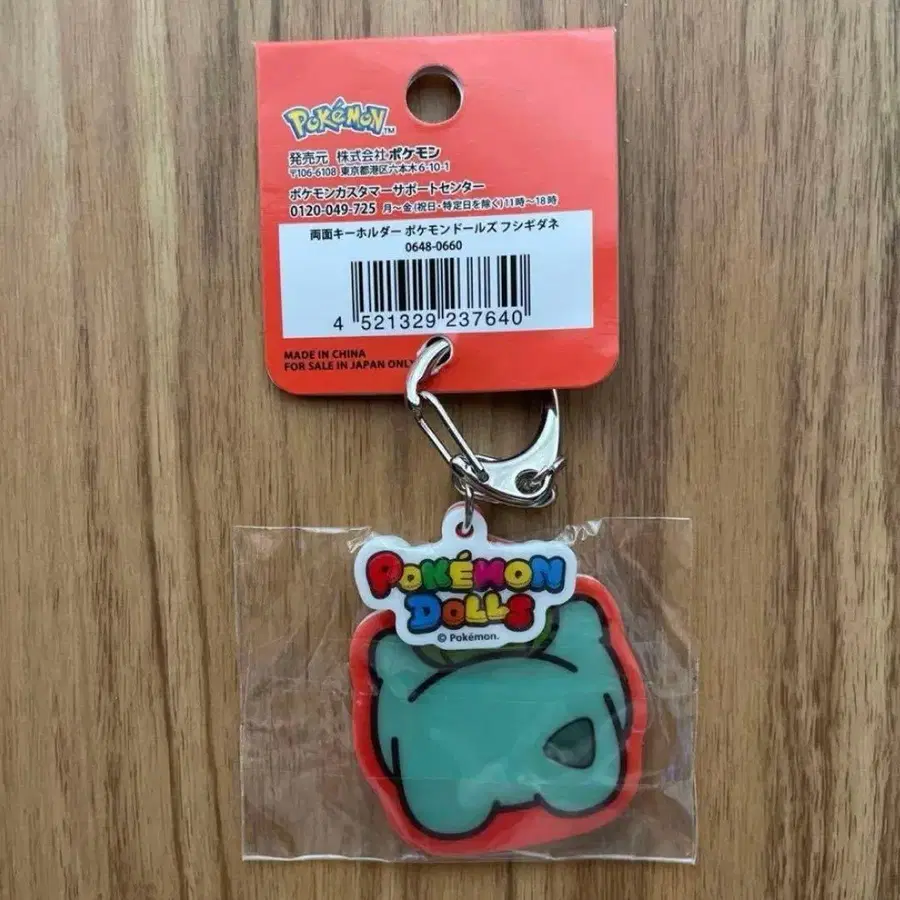 POKéMON™
発売元 株式会社ポケモン
〒106-6108 東京都港区六本木6-10-1
ポケモンカスタマーサポートセンター
0120-049-725 月～金(祝日・特定日を除く)11時～18時
両面キーホルダー ポケモンドールズ フシギダネ
0648-0660
4 521329 237640
MADE IN CHINA
FOR SALE IN JAPAN ONLY
POKÉMON
DOLLS
© Pokémon.